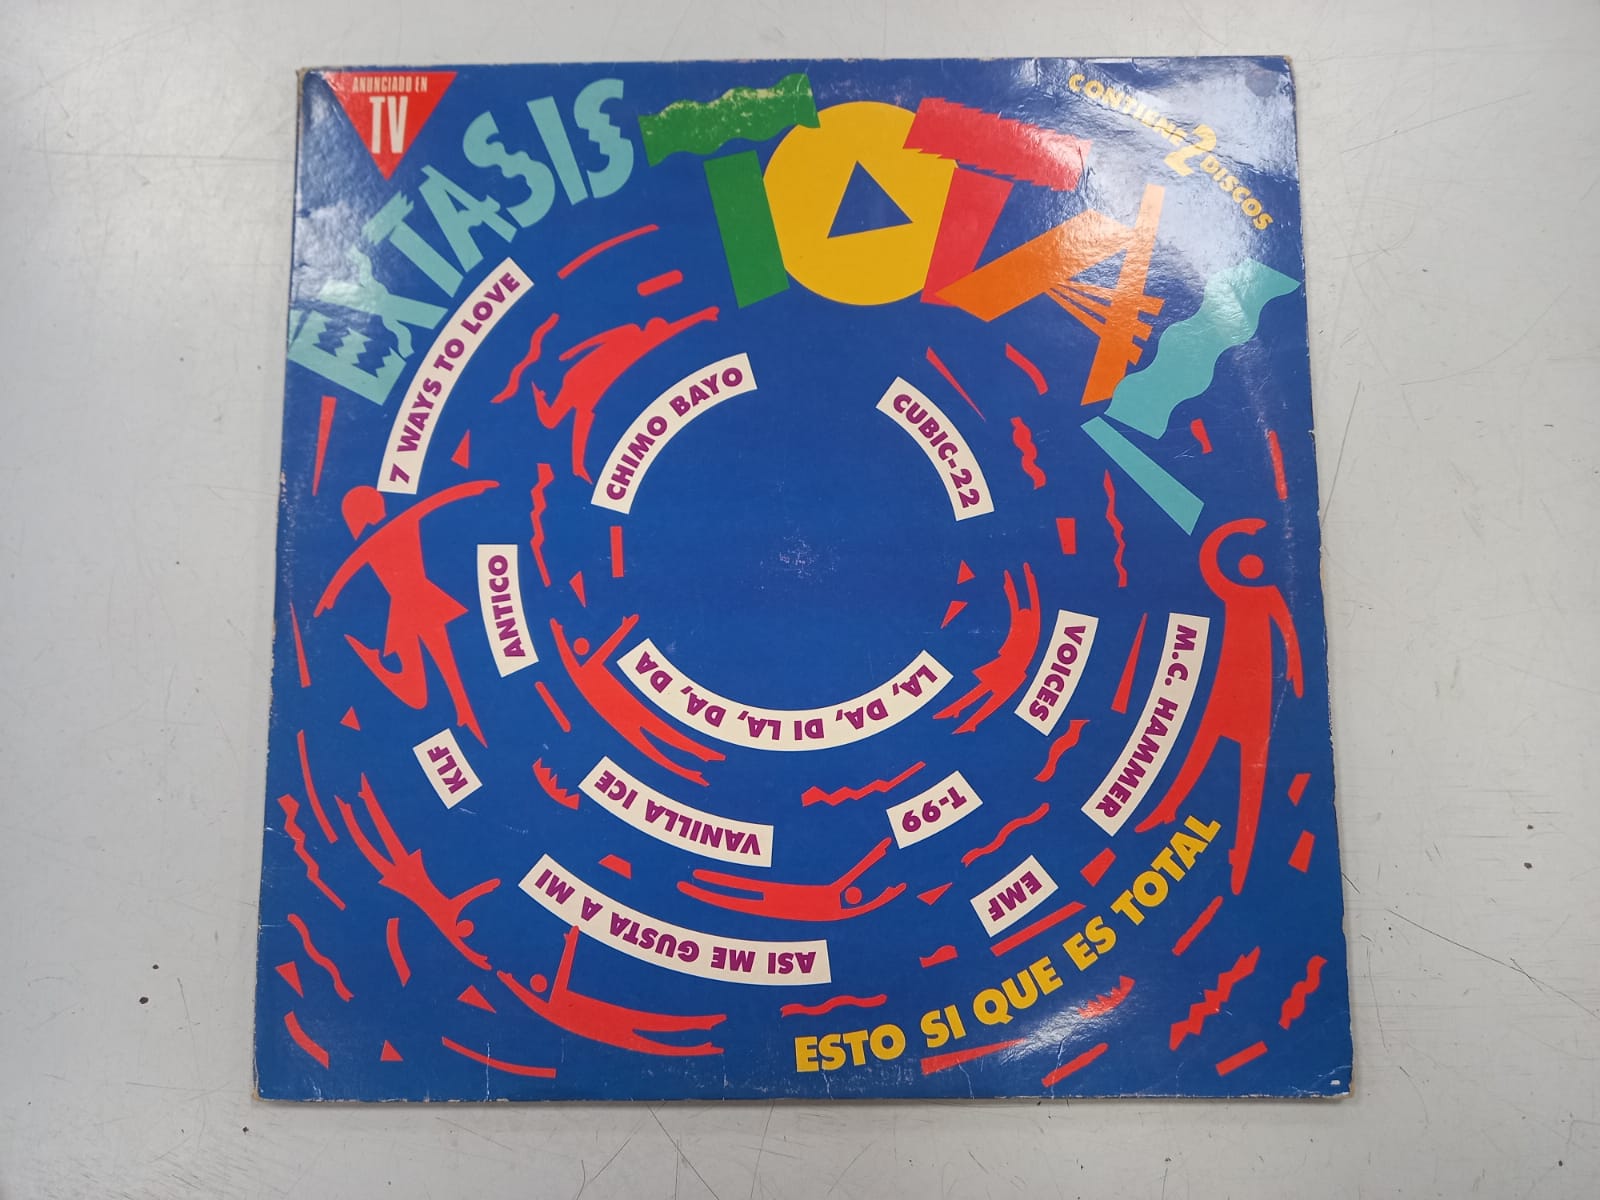 ANUNCIADO EN
TV
EXTASIS
TOTAL
CONTIENE 2 DISCOS
7 WAYS TO LOVE
CHIMO BAYO
CUBIC-22
ANTICO
LA, DA, DI LA, DA, DA
VOICES
M.C. HAMMER
KLF
VANILLA ICE
T-99
ASI ME GUSTA A MI
EMF
ESTO SI QUE ES TOTAL